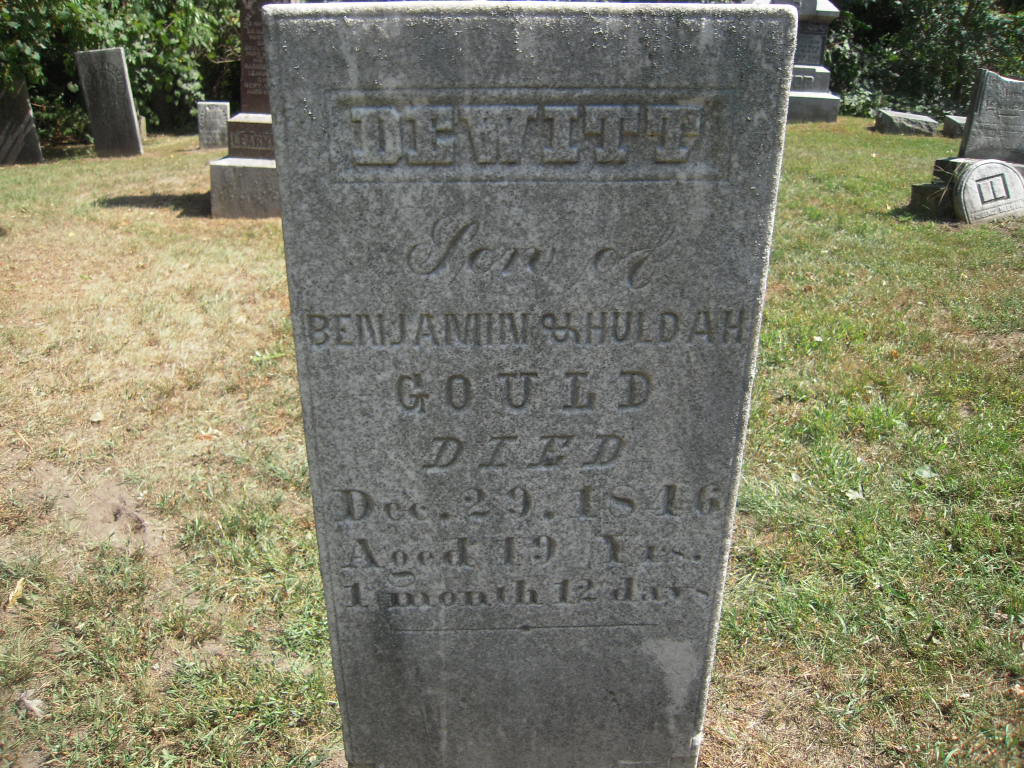 DEWITT
Son of
BENJAMIN & HULDAH
GOULD
DIED
Dec. 29. 1846
Aged 19 Yrs.
1 month 12 days